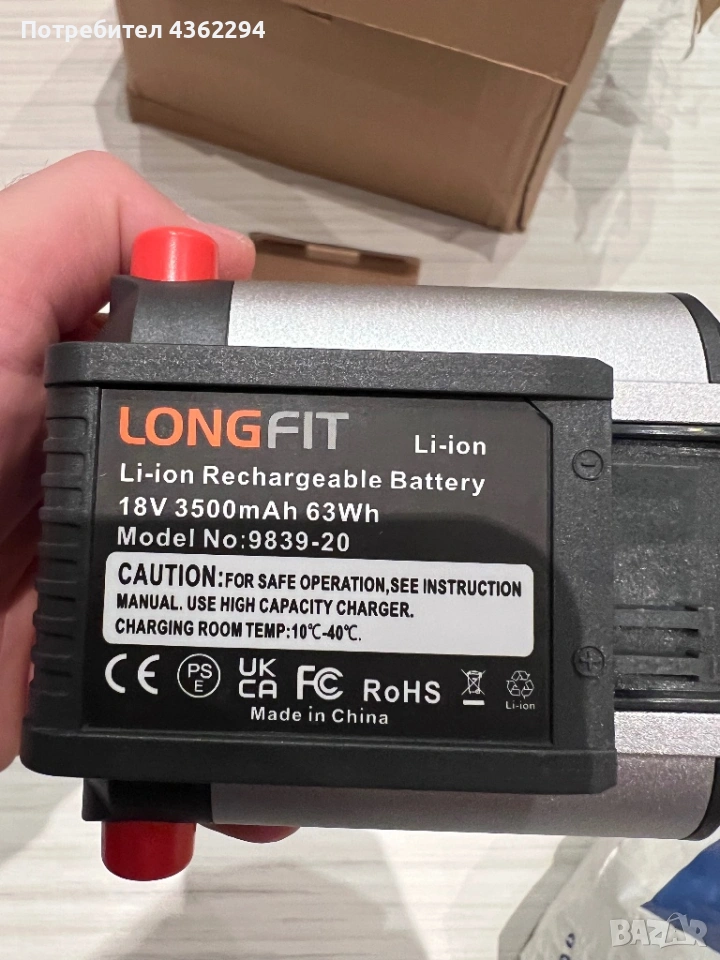 Потребител 4362294
LONGFIT
Li-ion
Li-ion Rechargeable Battery
18V 3500mAh 63Wh
Model No:9839-20
CAUTION:FOR SAFE OPERATION,SEE INSTRUCTION
MANUAL. USE HIGH CAPACITY CHARGER.
CHARGING ROOM TEMP:10℃-40℃.
CE PS E UK CA FC RoHS
Li-ion
Made in China
BAZAR